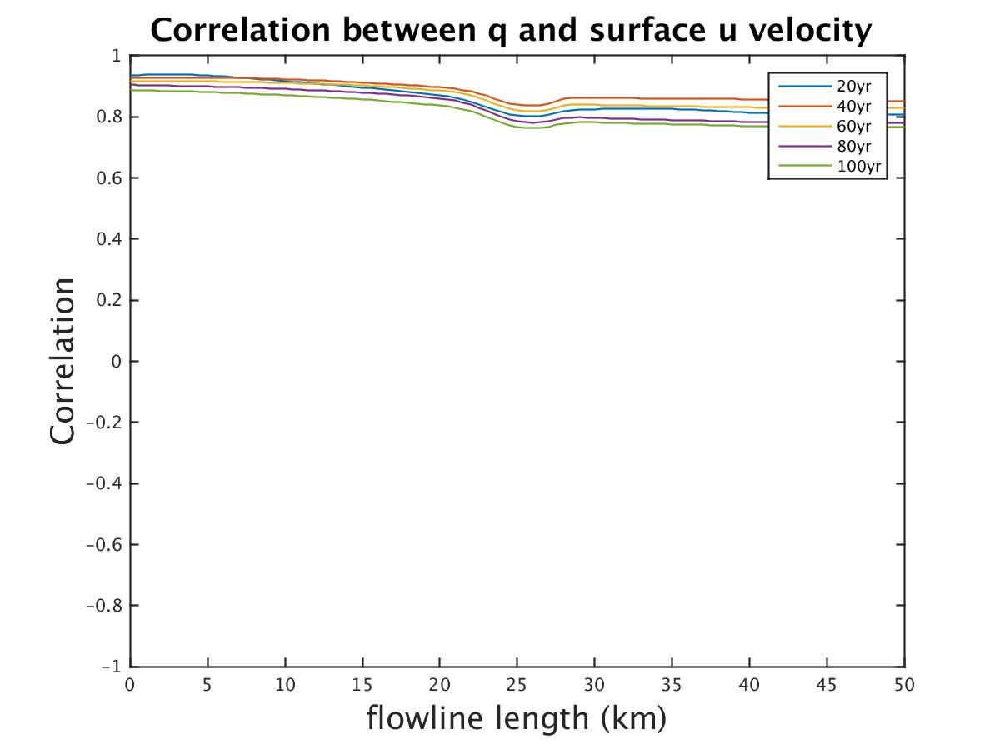 Correlation between q and surface u velocity
1
0.8
0.6
0.4
0.2
0
−0.2
−0.4
−0.6
−0.8
−1
Correlation
20yr
40yr
60yr
80yr
100yr
0 5 10 15 20 25 30 35 40 45 50
flowline length (km)